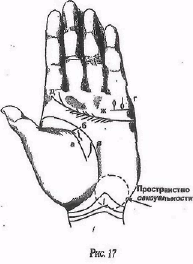 д
г
ж
б
а
в
Пространство
сексуальности
Рис. 17